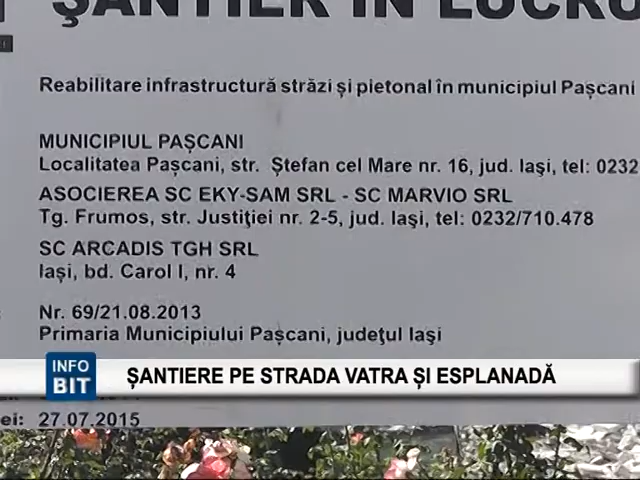 ȘANTIER ÎN LUCRU
Reabilitare infrastructură străzi și pietonal în municipiul Pașcani
MUNICIPIUL PAȘCANI
Localitatea Pașcani, str. Ștefan cel Mare nr. 16, jud. Iași, tel: 0232
ASOCIEREA SC EKY-SAM SRL - SC MARVIO SRL
Tg. Frumos, str. Justiției nr. 2-5, jud. Iași, tel: 0232/710.478
SC ARCADIS TGH SRL
Iași, bd. Carol I, nr. 4
Nr. 69/21.08.2013
Primaria Municipiului Pașcani, județul Iași
INFO
BIT
ȘANTIERE PE STRADA VATRA ȘI ESPLANADĂ
ei: 27.07.2015